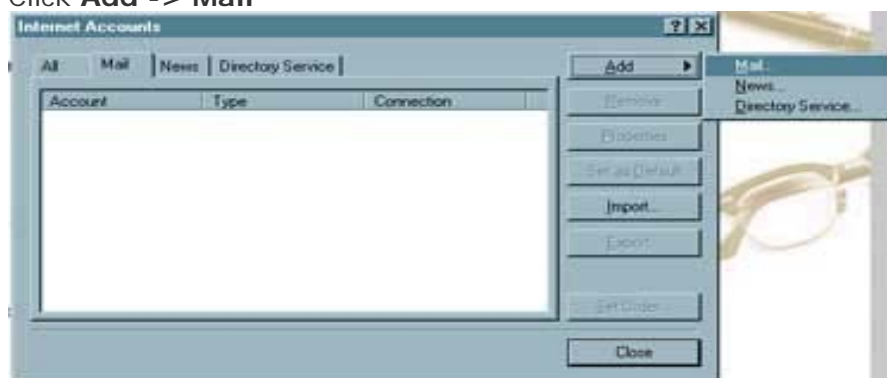 Click Add -> Mail
Internet Accounts
All Mail News Directory Service
Add
Mail...
News...
Directory Service...
Account Type Connection
Remove
Properties
Set as Default
Import...
Export...
Set Order...
Close